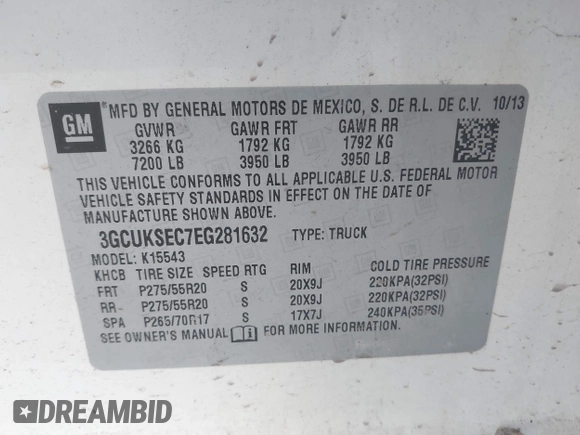 GM
MFD BY GENERAL MOTORS DE MEXICO, S. DE R.L. DE C.V. 10/13
GVWR GAWR FRT GAWR RR
3266 KG 1792 KG 1792 KG
7200 LB 3950 LB 3950 LB
THIS VEHICLE CONFORMS TO ALL APPLICABLE U.S. FEDERAL MOTOR
VEHICLE SAFETY STANDARDS IN EFFECT ON THE DATE OF
MANUFACTURE SHOWN ABOVE.
3GCUKSEC7EG281632 TYPE: TRUCK
MODEL: K15543
KHCB TIRE SIZE SPEED RTG RIM COLD TIRE PRESSURE
FRT P275/55R20 S 20X9J 220KPA(32PSI)
RR- P275/55R20 S 20X9J 220KPA(32PSI)
SPA P265/70R17 S 17X7J 240KPA(35PSI)
SEE OWNER'S MANUAL FOR MORE INFORMATION.
DREAMBID